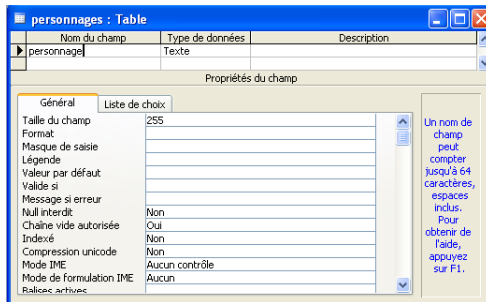 personnages : Table
Nom du champ Type de données Description
personnage Texte
Propriétés du champ
Général Liste de choix
Taille du champ 255
Format
Masque de saisie
Légende
Valeur par défaut
Valide si
Message si erreur
Null interdit Non
Chaîne vide autorisée Oui
Indexé Non
Compression unicode Non
Mode IME Aucun contrôle
Mode de formulation IME Aucun
Balises actives
Un nom de
champ
peut
compter
jusqu'à 64
caractères,
espaces
inclus.
Pour
obtenir de
l'aide,
appuyez
sur F1.